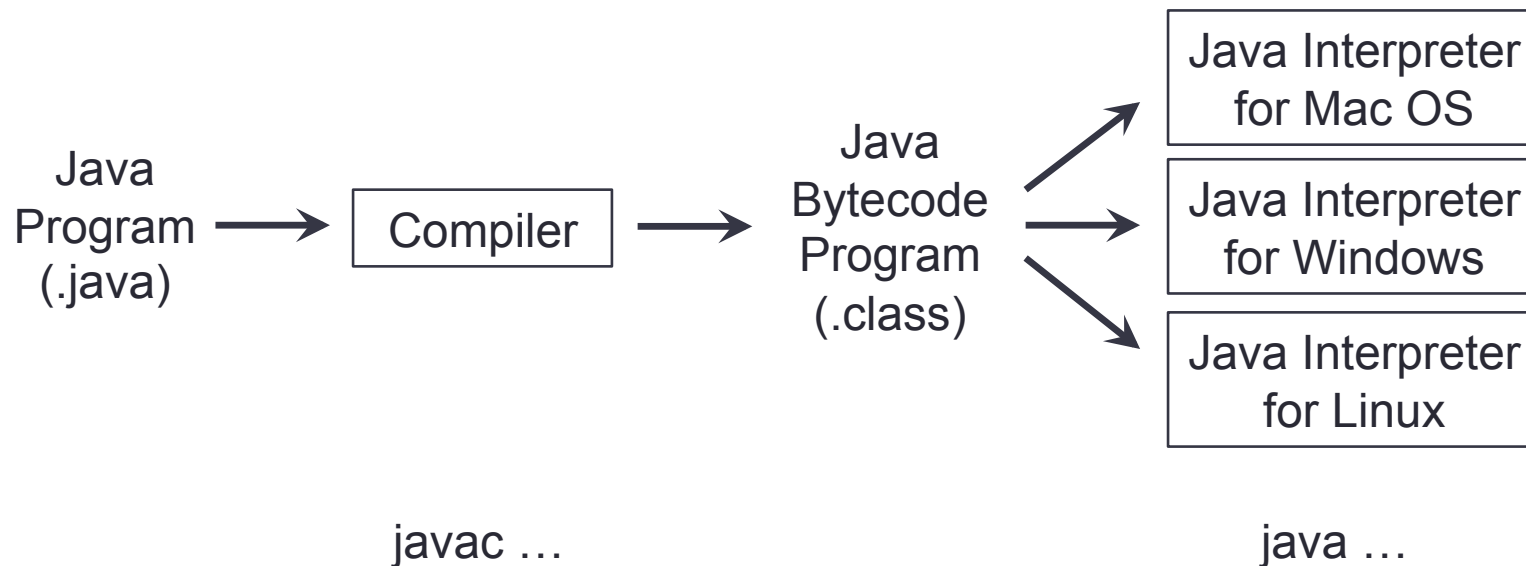 Java
Program
(.java)
Compiler
Java
Bytecode
Program
(.class)
Java Interpreter
for Mac OS
Java Interpreter
for Windows
Java Interpreter
for Linux
javac …
java …